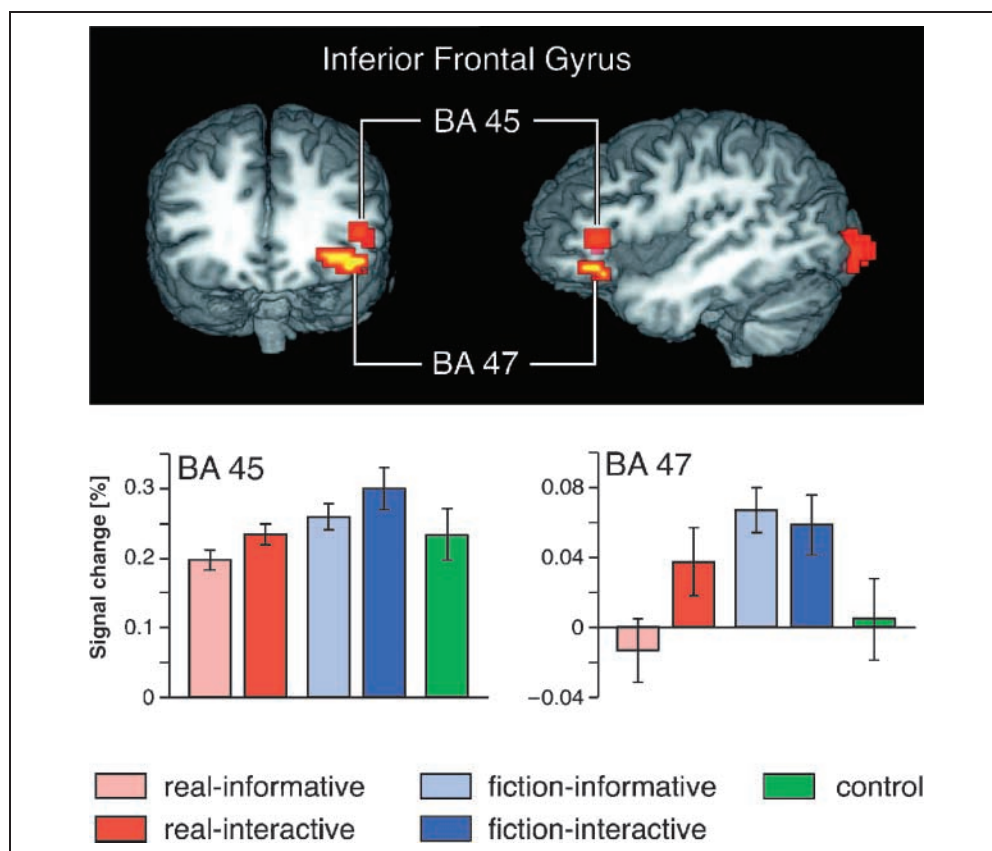 Inferior Frontal Gyrus
BA 45
BA 47
BA 45
Signal change [%]
0.3
0.2
0.1
0
BA 47
0.08
0.04
0
−0.04
real-informative
fiction-informative
control
real-interactive
fiction-interactive